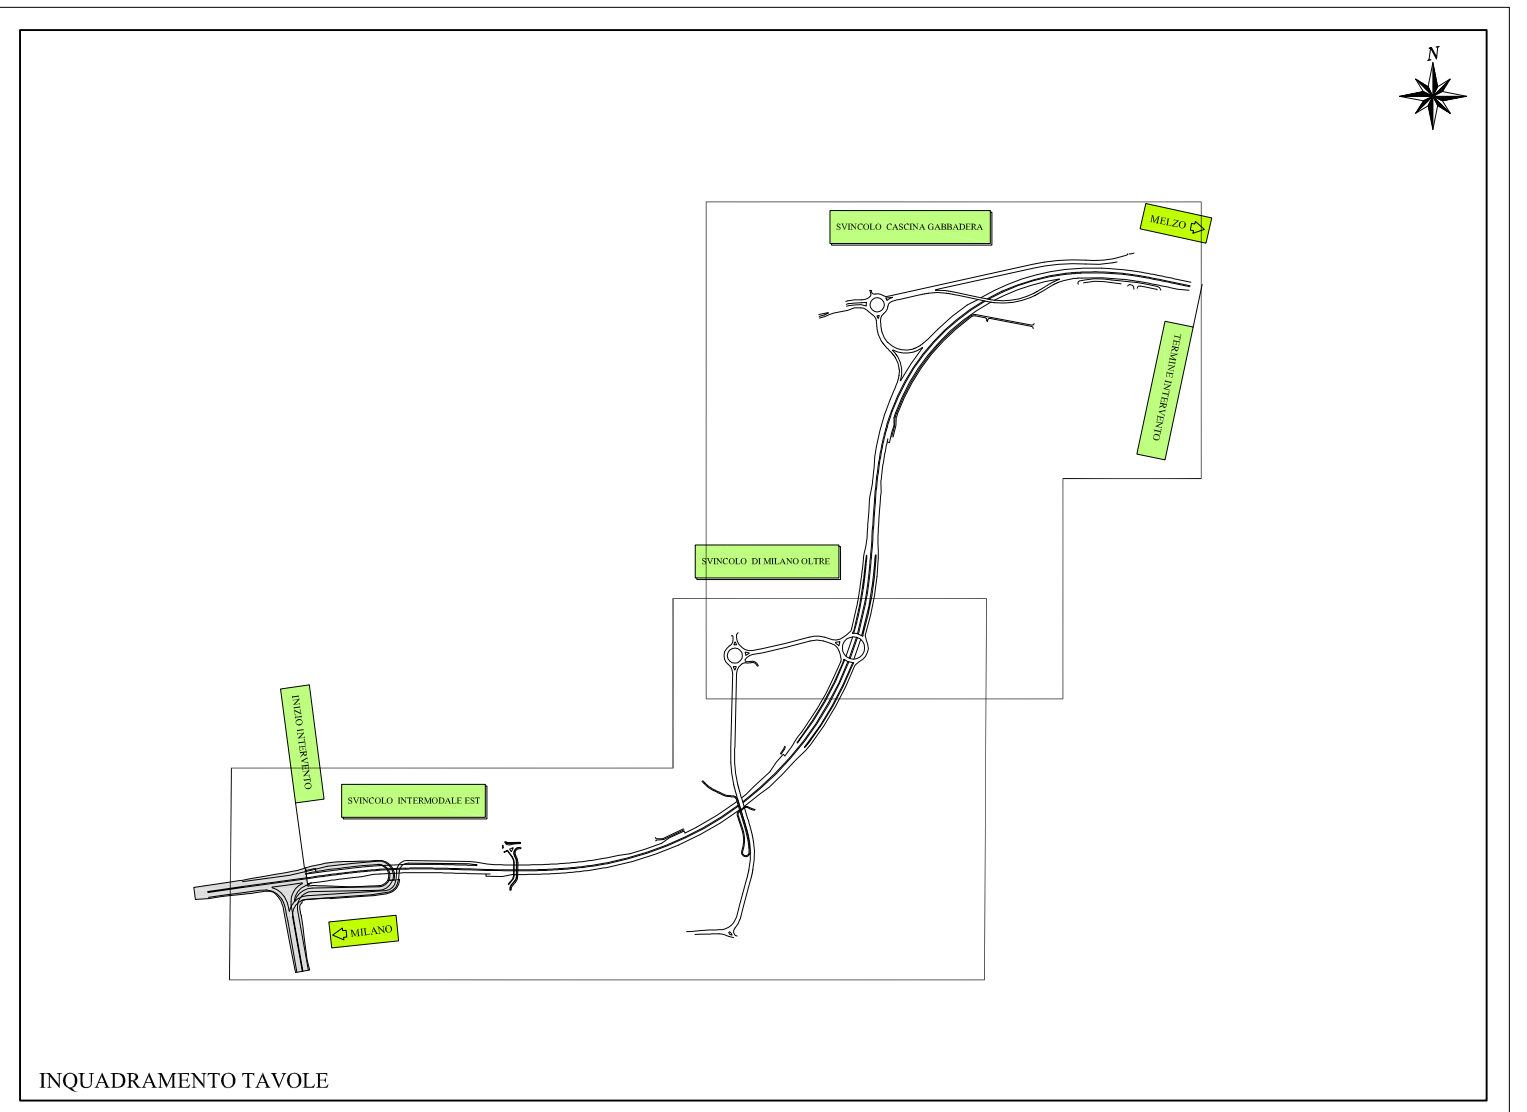 N
SVINCOLO CASCINA GABBADERA
MELZO
TERMINE INTERVENTO
SVINCOLO DI MILANO OLTRE
INIZIO INTERVENTO
SVINCOLO INTERMODALE EST
MILANO
INQUADRAMENTO TAVOLE